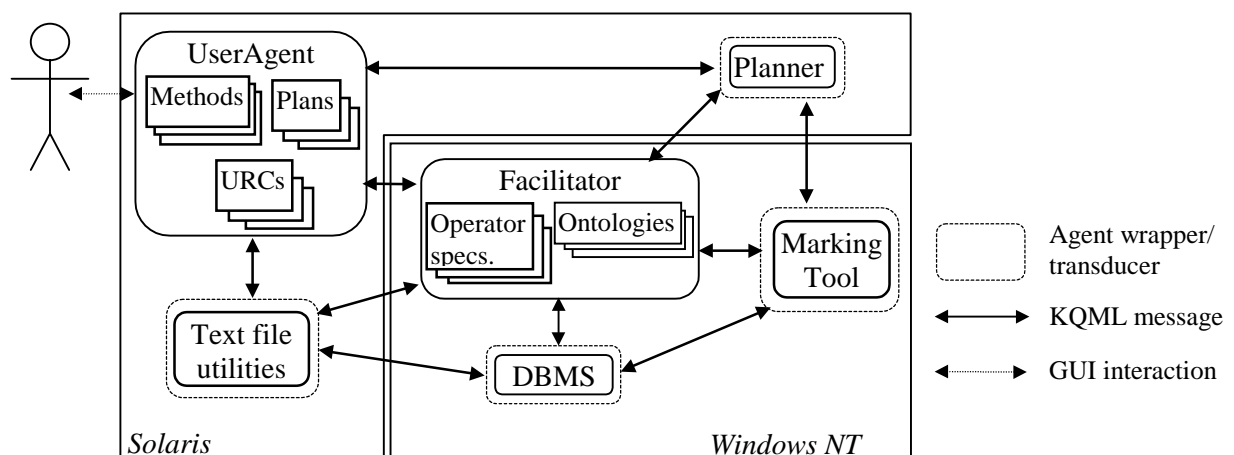 UserAgent
Methods
Plans
URCs
Planner
Facilitator
Operator
specs.
Ontologies
Marking
Tool
Text file
utilities
DBMS
Solaris
Windows NT
Agent wrapper/
transducer
KQML message
GUI interaction